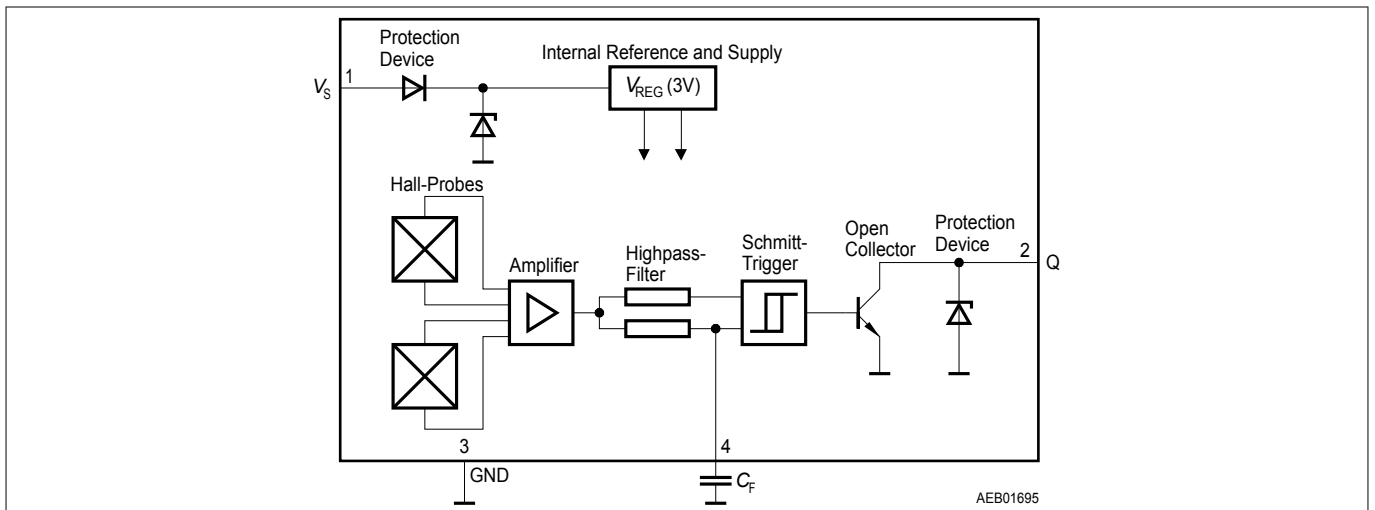 Protection
Device
Internal Reference and Supply
1
VS
VREG (3V)
Hall-Probes
Amplifier
Highpass-
Filter
Schmitt-
Trigger
Open
Collector
Protection
Device
2
Q
3
GND
4
CF
AEB01695